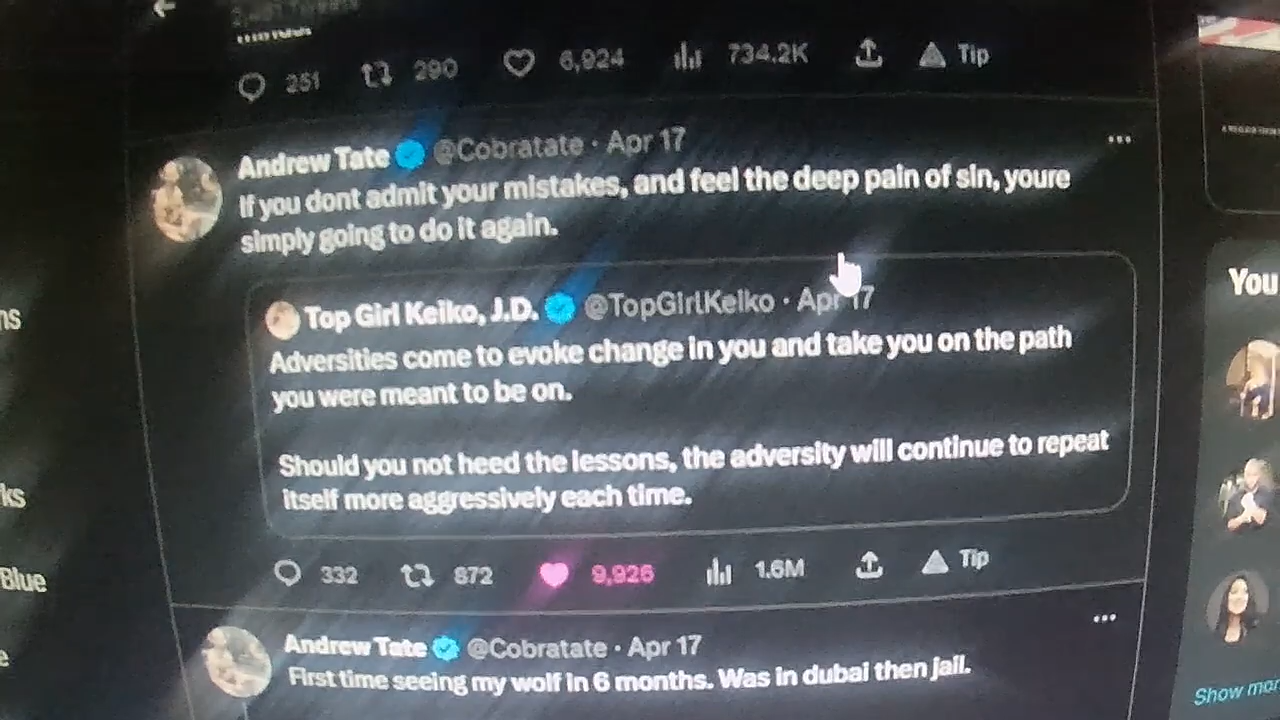 251 290 6,924 734.2K Tip
Andrew Tate @Cobratate · Apr 17 ...
If you dont admit your mistakes, and feel the deep pain of sin, youre
simply going to do it again.
Top Girl Keiko, J.D. @TopGirlKeiko · Apr 17
Adversities come to evoke change in you and take you on the path
you were meant to be on.
Should you not heed the lessons, the adversity will continue to repeat
itself more aggressively each time.
332 872 9,926 1.6M Tip
Andrew Tate @Cobratate · Apr 17 ...
First time seeing my wolf in 6 months. Was in dubai then jail.
ns
ks
Blue
e
You
Show mor